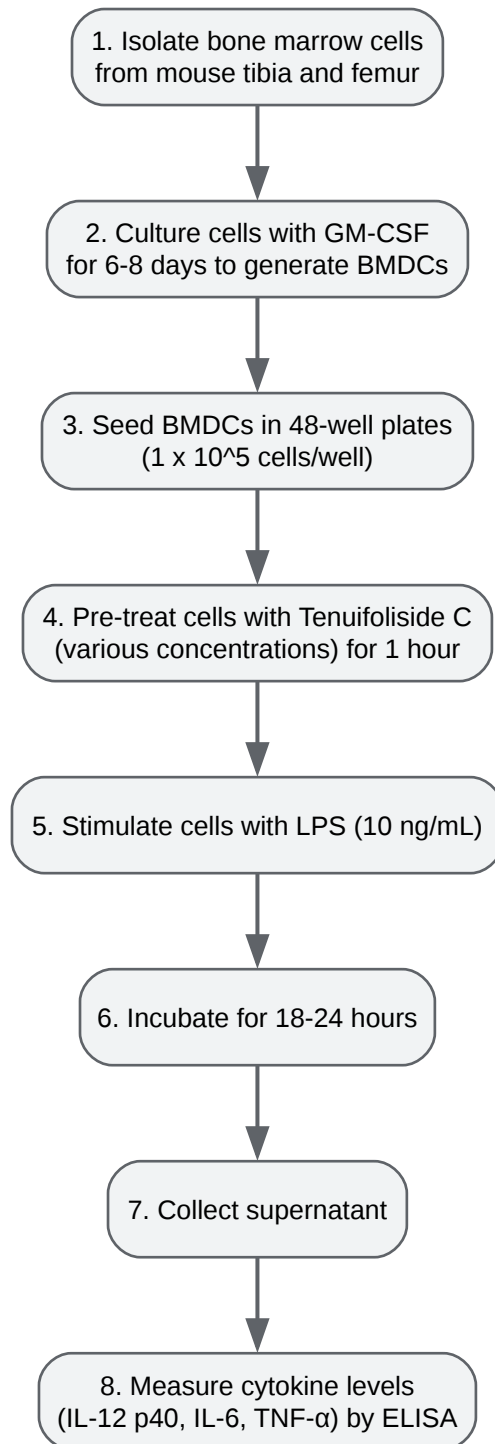 1. Isolate bone marrow cells
from mouse tibia and femur
2. Culture cells with GM-CSF
for 6-8 days to generate BMDCs
3. Seed BMDCs in 48-well plates
(1 x 10^5 cells/well)
4. Pre-treat cells with Tenuifoliside C
(various concentrations) for 1 hour
5. Stimulate cells with LPS (10 ng/mL)
6. Incubate for 18-24 hours
7. Collect supernatant
8. Measure cytokine levels
(IL-12 p40, IL-6, TNF-α) by ELISA